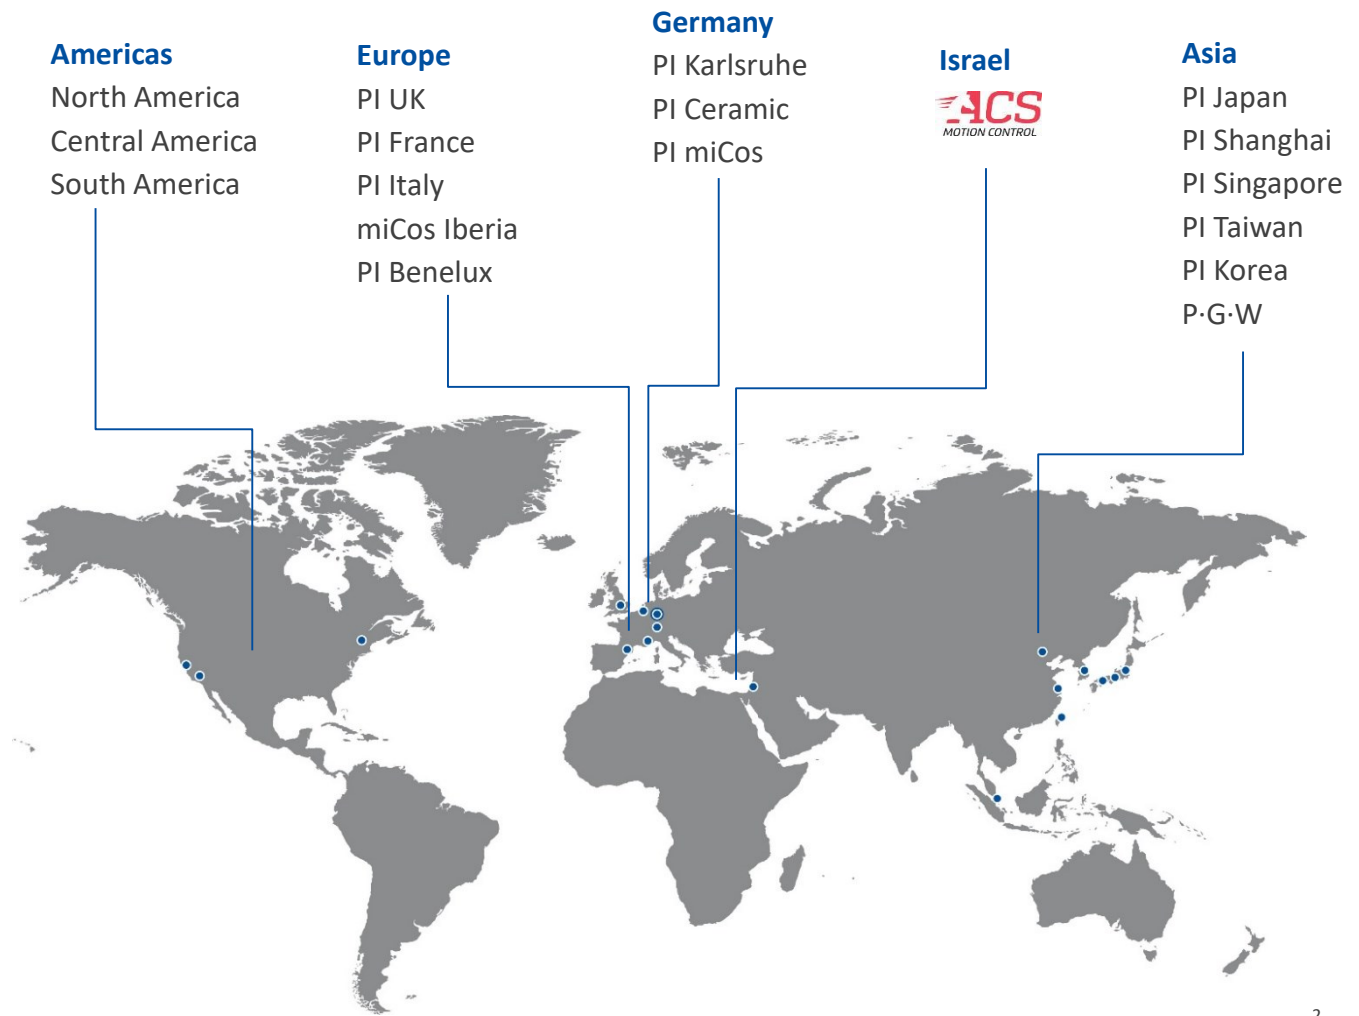 Americas
North America
Central America
South America
Europe
PI UK
PI France
PI Italy
miCos Iberia
PI Benelux
Germany
PI Karlsruhe
PI Ceramic
PI miCos
Israel
ACS
MOTION CONTROL
Asia
PI Japan
PI Shanghai
PI Singapore
PI Taiwan
PI Korea
P·G·W
2